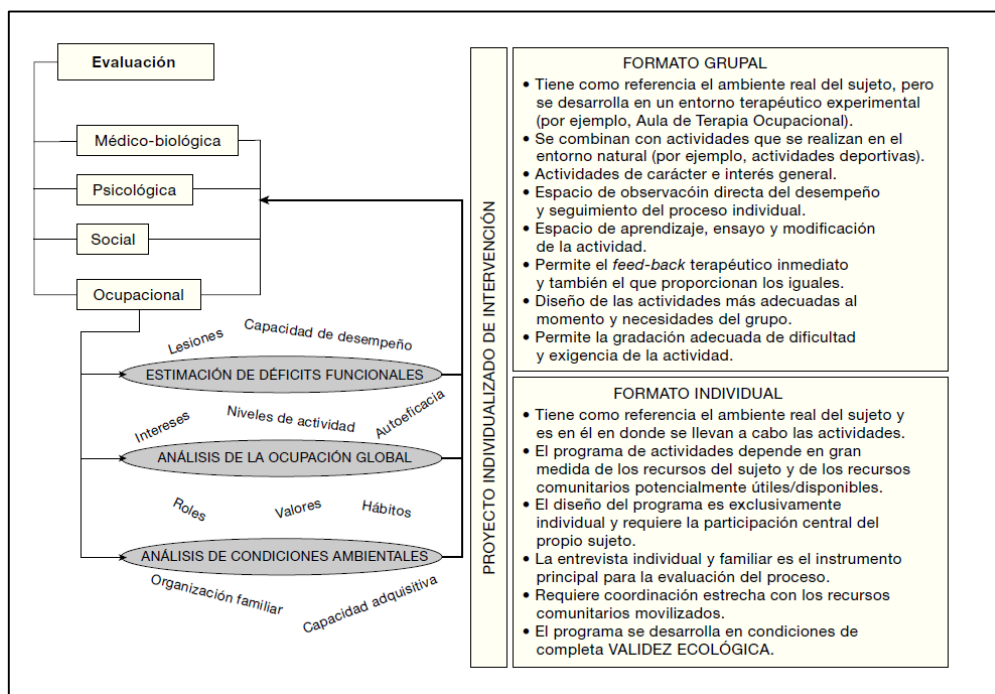 Evaluación
Médico-biológica
Psicológica
Social
Ocupacional
Lesiones
Capacidad de desempeño
ESTIMACIÓN DE DÉFICITS FUNCIONALES
Intereses
Niveles de actividad
Autoeficacia
ANÁLISIS DE LA OCUPACIÓN GLOBAL
Roles
Valores
Hábitos
ANÁLISIS DE CONDICIONES AMBIENTALES
Organización familiar
Capacidad adquisitiva
PROYECTO INDIVIDUALIZADO DE INTERVENCIÓN
FORMATO GRUPAL
• Tiene como referencia el ambiente real del sujeto, pero
se desarrolla en un entorno terapéutico experimental
(por ejemplo, Aula de Terapia Ocupacional).
• Se combinan con actividades que se realizan en el
entorno natural (por ejemplo, actividades deportivas).
• Actividades de carácter e interés general.
• Espacio de observacóin directa del desempeño
y seguimiento del proceso individual.
• Espacio de aprendizaje, ensayo y modificación
de la actividad.
• Permite el feed-back terapéutico inmediato
y también el que proporcionan los iguales.
• Diseño de las actividades más adecuadas al
momento y necesidades del grupo.
• Permite la gradación adecuada de dificultad
y exigencia de la actividad.
FORMATO INDIVIDUAL
• Tiene como referencia el ambiente real del sujeto y
es en él en donde se llevan a cabo las actividades.
• El programa de actividades depende en gran
medida de los recursos del sujeto y de los recursos
comunitarios potencialmente útiles/disponibles.
• El diseño del programa es exclusivamente
individual y requiere la participación central del
propio sujeto.
• La entrevista individual y familiar es el instrumento
principal para la evaluación del proceso.
• Requiere coordinación estrecha con los recursos
comunitarios movilizados.
• El programa se desarrolla en condiciones de
completa VALIDEZ ECOLÓGICA.